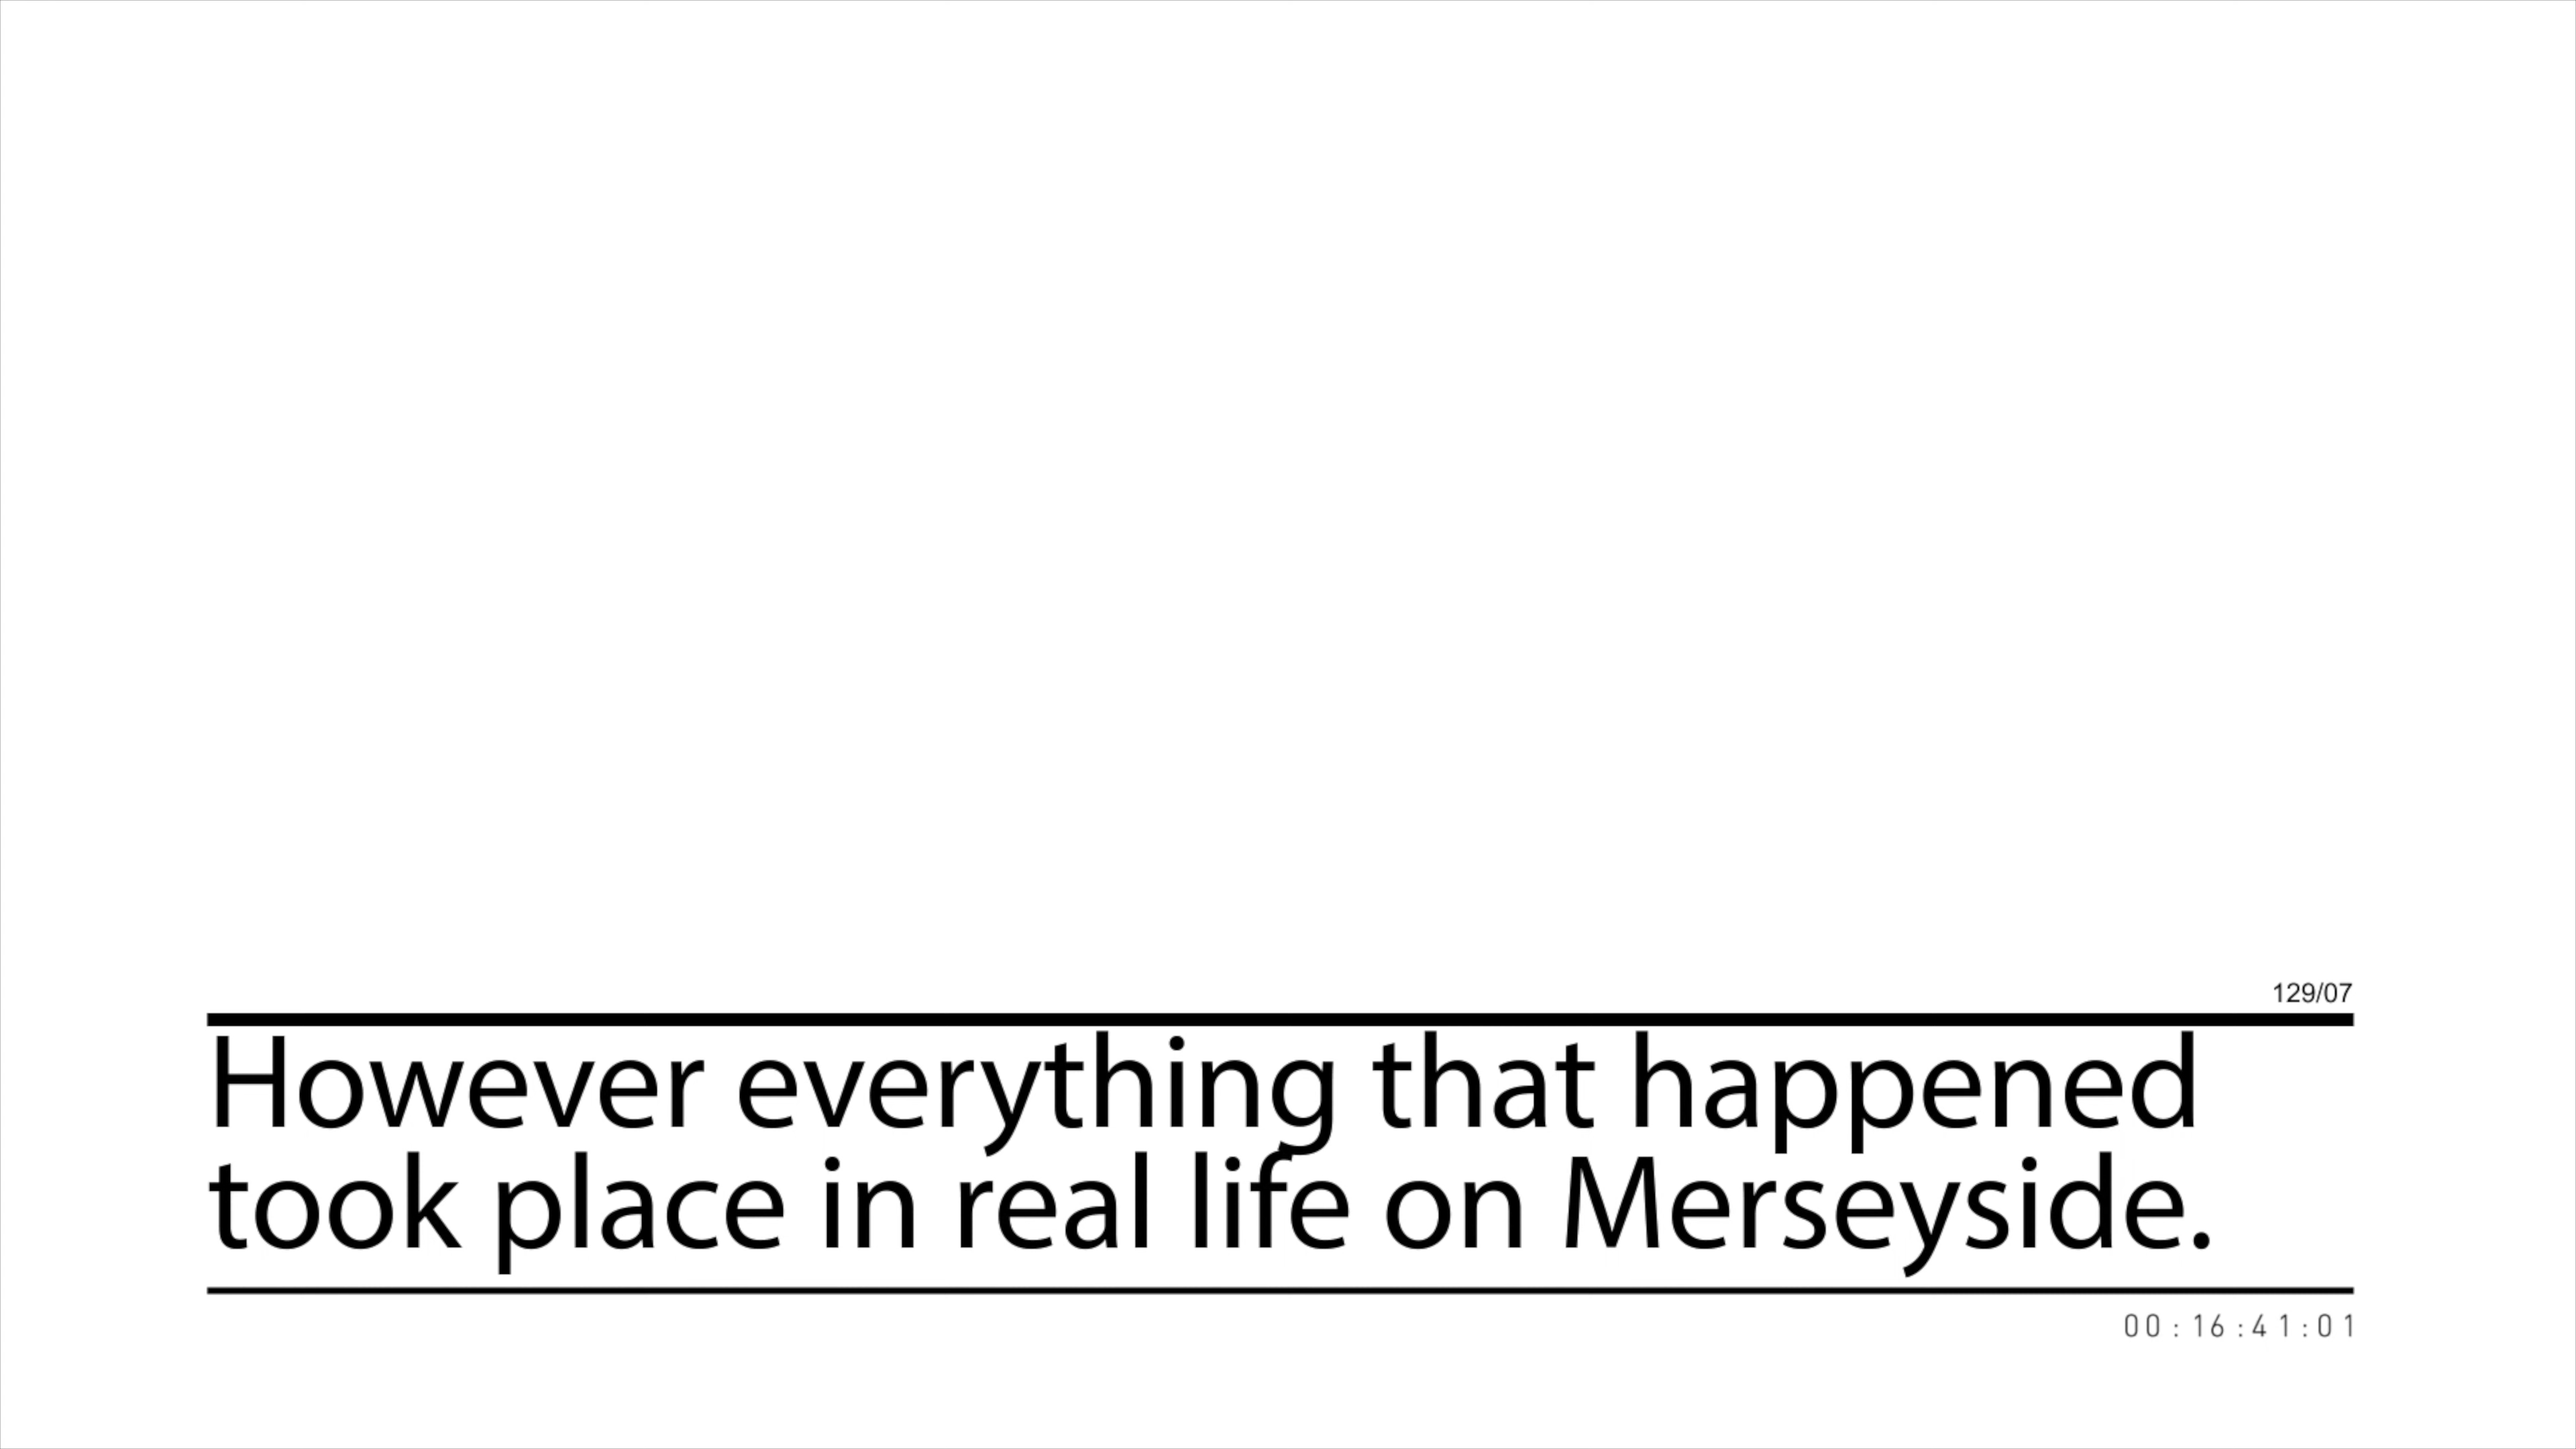 129/07
However everything that happened
took place in real life on Merseyside.
00:16:41:01